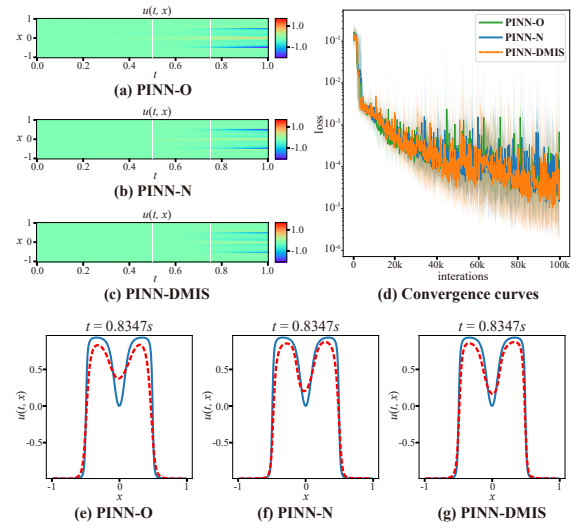 u(t, x)
1
x 0
-1
0.0 0.2 0.4 0.6 0.8 1.0
t
1.0
-1.0
(a) PINN-O
u(t, x)
1
x 0
-1
0.0 0.2 0.4 0.6 0.8 1.0
t
1.0
-1.0
(b) PINN-N
u(t, x)
1
x 0
-1
0.0 0.2 0.4 0.6 0.8 1.0
t
1.0
-1.0
(c) PINN-DMIS
PINN-O
PINN-N
PINN-DMIS
loss
10-1
10-2
10-3
10-4
10-5
10-6
0 20k 40k 60k 80k 100k
interations
(d) Convergence curves
t = 0.8347s
u(t, x)
0.5
0.0
-0.5
-1 0 1
x
(e) PINN-O
t = 0.8347s
u(t, x)
0.5
0.0
-0.5
-1 0 1
x
(f) PINN-N
t = 0.8347s
u(t, x)
0.5
0.0
-0.5
-1 0 1
x
(g) PINN-DMIS